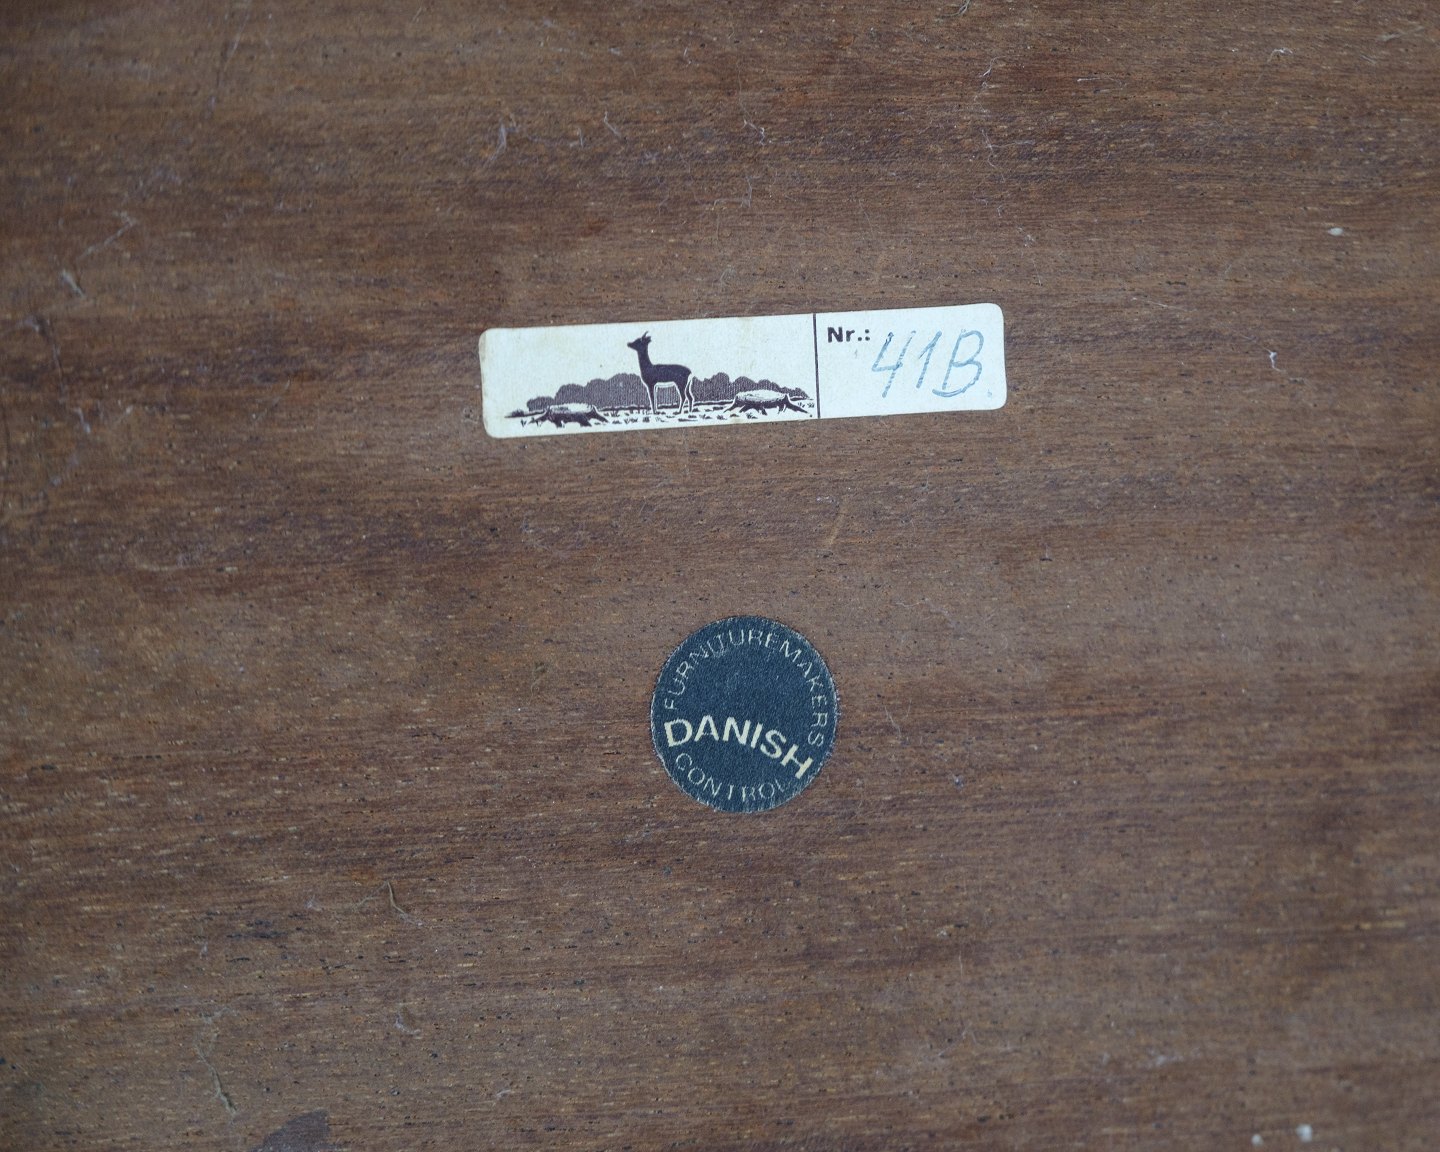 Nr.: 41B
FURNITUREMAKERS'
DANISH
CONTROL